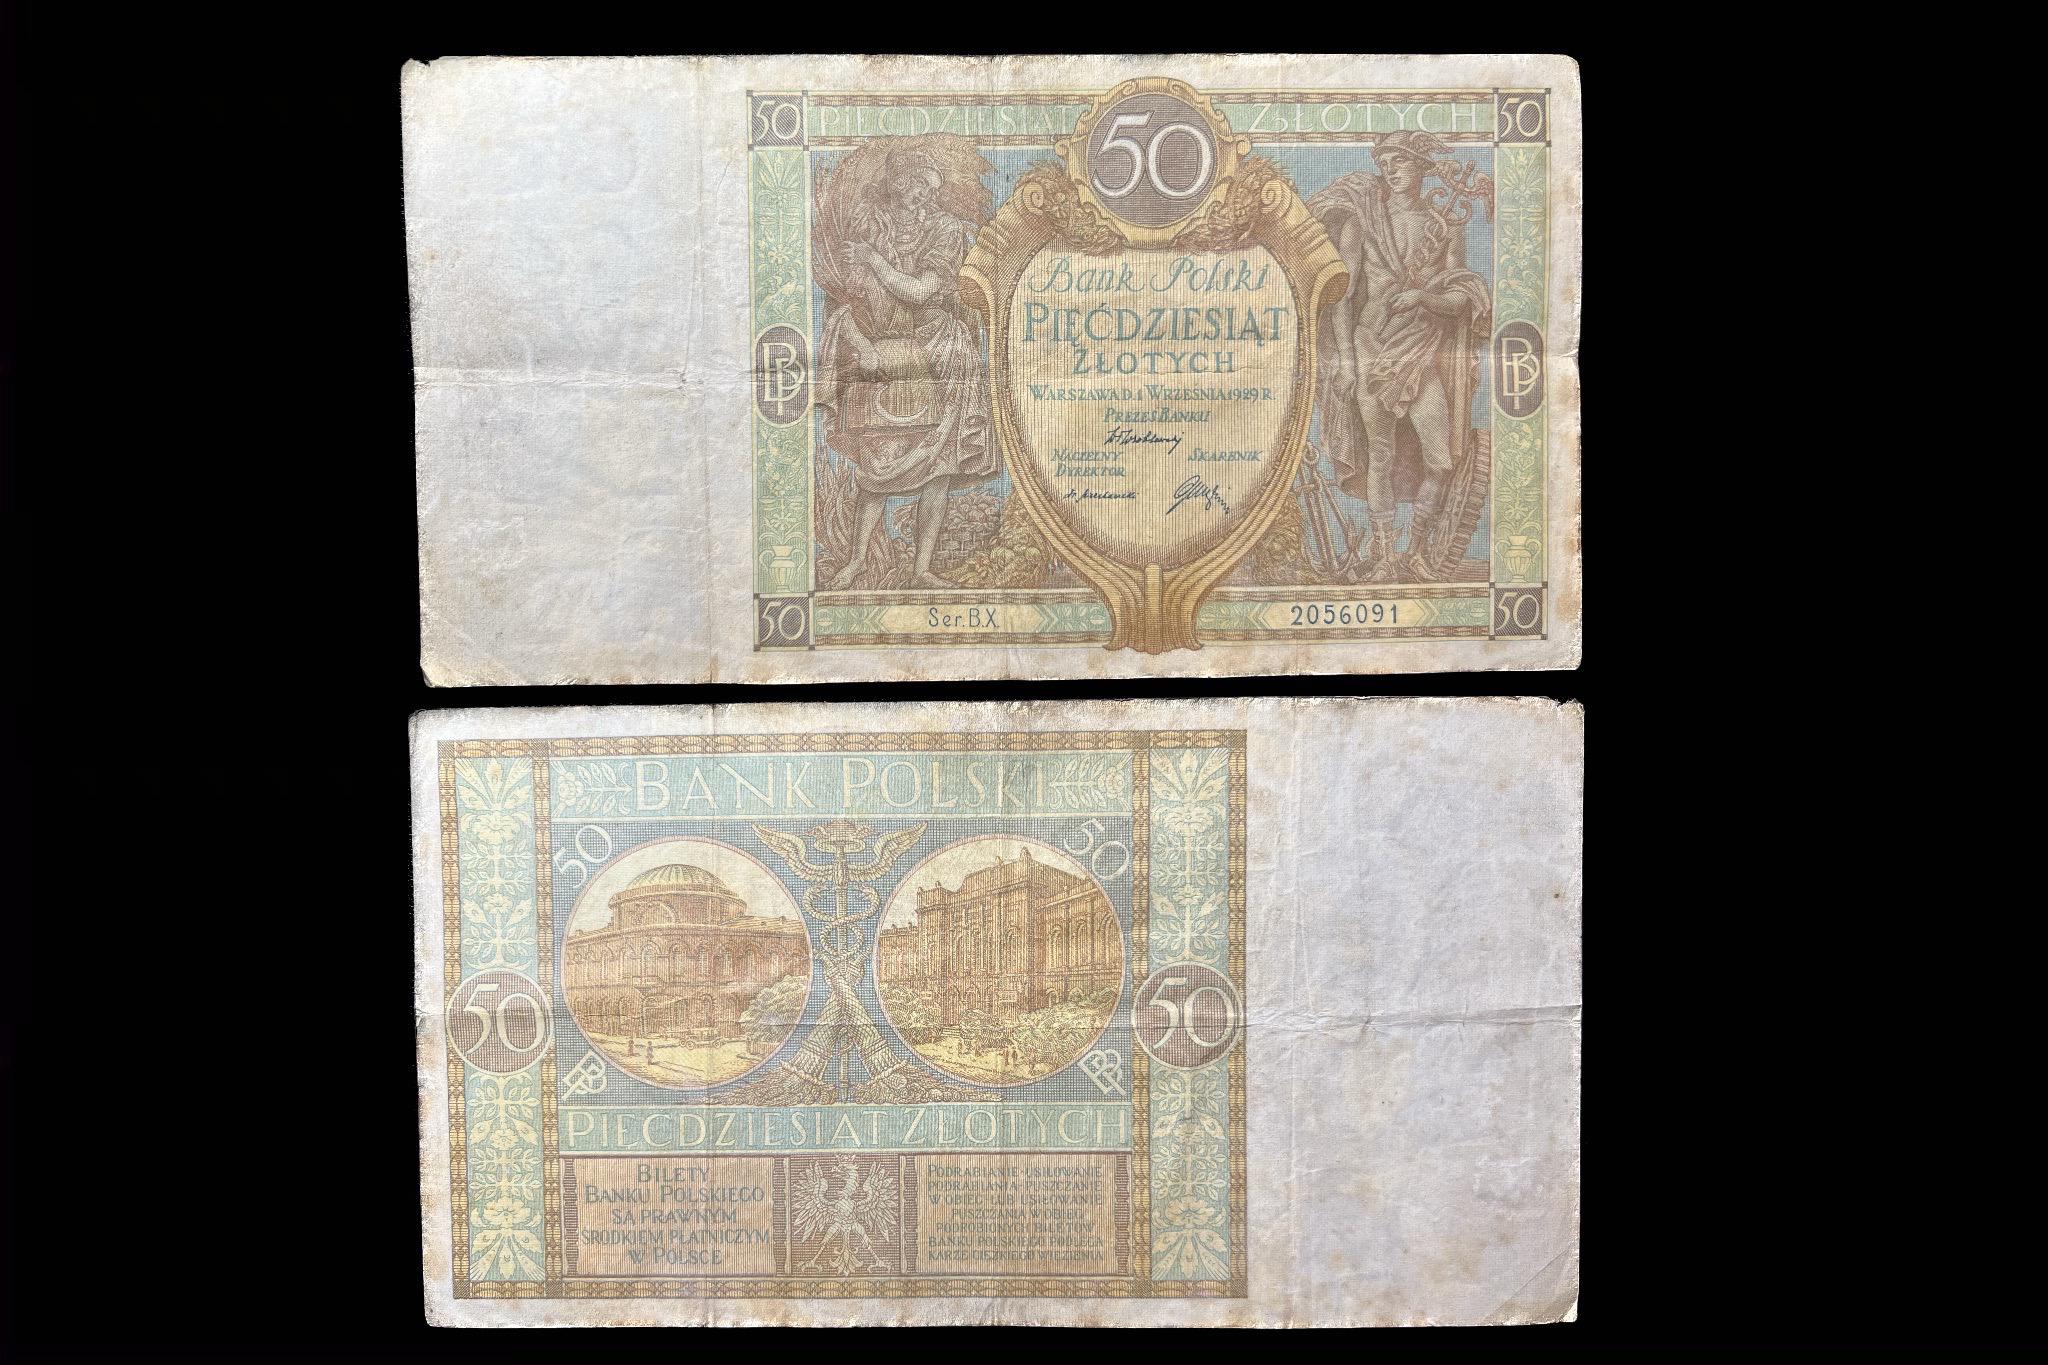 50 PIĘĆDZIESIĄT 50 ZŁOTYCH 50
Bank Polski
PIĘĆDZIESIĄT
ZŁOTYCH
WARSZAWA D. 1 WRZEŚNIA 1929 R.
PREZES BANKU
NACZELNY SKARBNIK
DYREKTOR
BP BP
50 Ser. B.X. 2056091 50
BANK POLSKI
50 50
50 50
PIĘĆDZIESIĄT ZŁOTYCH
BILETY
BANKU POLSKIEGO
SĄ PRAWNYM
ŚRODKIEM PŁATNICZYM
W POLSCE
PODRABIANIE · USIŁOWANIE
PODRABIANIA · PUSZCZANIE
W OBIEG · LUB USIŁOWANIE
PUSZCZANIA W OBIEG
PODROBIONYCH BILETÓW
BANKU POLSKIEGO PODLEGA
KARZE CIĘŻKIEGO WIĘZIENIA